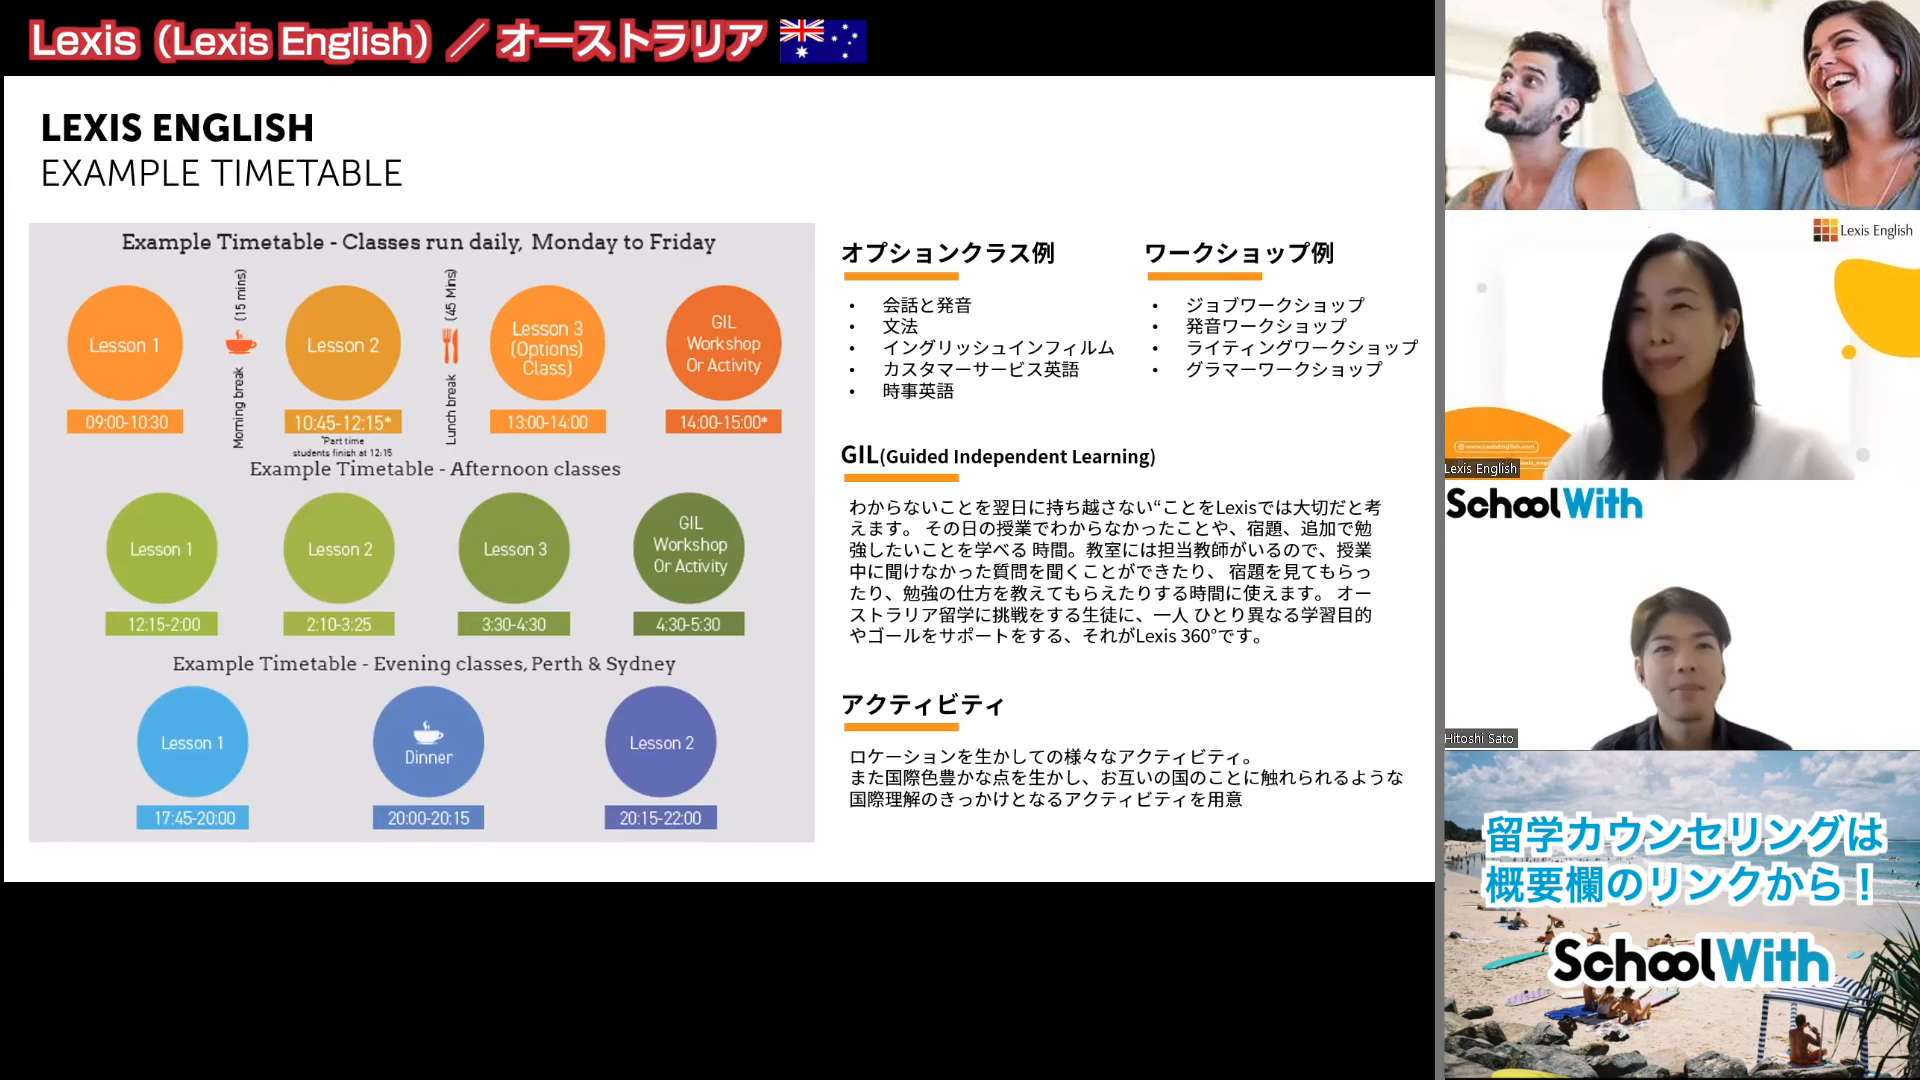 Lexis（Lexis English）／ オーストラリア
LEXIS ENGLISH
EXAMPLE TIMETABLE
Example Timetable - Classes run daily, Monday to Friday
Lesson 1
09:00-10:30
Morning break (15 mins)
Lesson 2
10:45-12:15*
*Part time
students finish at 12:15
Lunch break (45 Mins)
Lesson 3
(Options)
Class)
13:00-14:00
GIL
Workshop
Or Activity
14:00-15:00*
Example Timetable - Afternoon classes
Lesson 1
12:15-2:00
Lesson 2
2:10-3:25
Lesson 3
3:30-4:30
GIL
Workshop
Or Activity
4:30-5:30
Example Timetable - Evening classes, Perth & Sydney
Lesson 1
17:45-20:00
Dinner
20:00-20:15
Lesson 2
20:15-22:00
オプションクラス例
• 会話と発音
• 文法
• イングリッシュインフィルム
• カスタマーサービス英語
• 時事英語
ワークショップ例
• ジョブワークショップ
• 発音ワークショップ
• ライティングワークショップ
• グラマーワークショップ
GIL(Guided Independent Learning)
わからないことを翌日に持ち越さない“ことをLexisでは大切だと考
えます。 その日の授業でわからなかったことや、宿題、追加で勉
強したいことを学べる 時間。教室には担当教師がいるので、授業
中に聞けなかった質問を聞くことができたり、 宿題を見てもらっ
たり、勉強の仕方を教えてもらえたりする時間に使えます。 オー
ストラリア留学に挑戦をする生徒に、一人 ひとり異なる学習目的
やゴールをサポートをする、それがLexis 360°です。
アクティビティ
ロケーションを生かしての様々なアクティビティ。
また国際色豊かな点を生かし、お互いの国のことに触れられるような
国際理解のきっかけとなるアクティビティを用意
Lexis English
www.LexisEnglish.com
Lexis English
SchoolWith
Hitoshi Sato
留学カウンセリングは
概要欄のリンクから！
SchoolWith